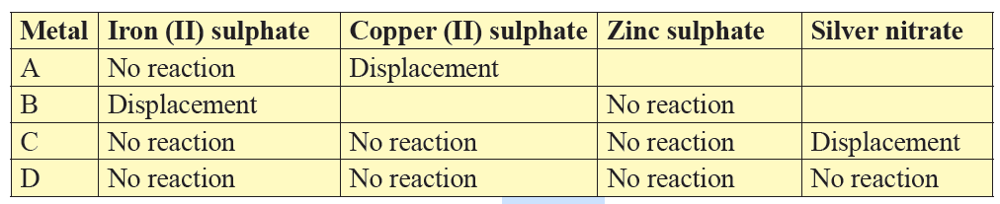 Metal Iron (II) sulphate Copper (II) sulphate Zinc sulphate Silver nitrate
A No reaction Displacement
B Displacement No reaction
C No reaction No reaction No reaction Displacement
D No reaction No reaction No reaction No reaction